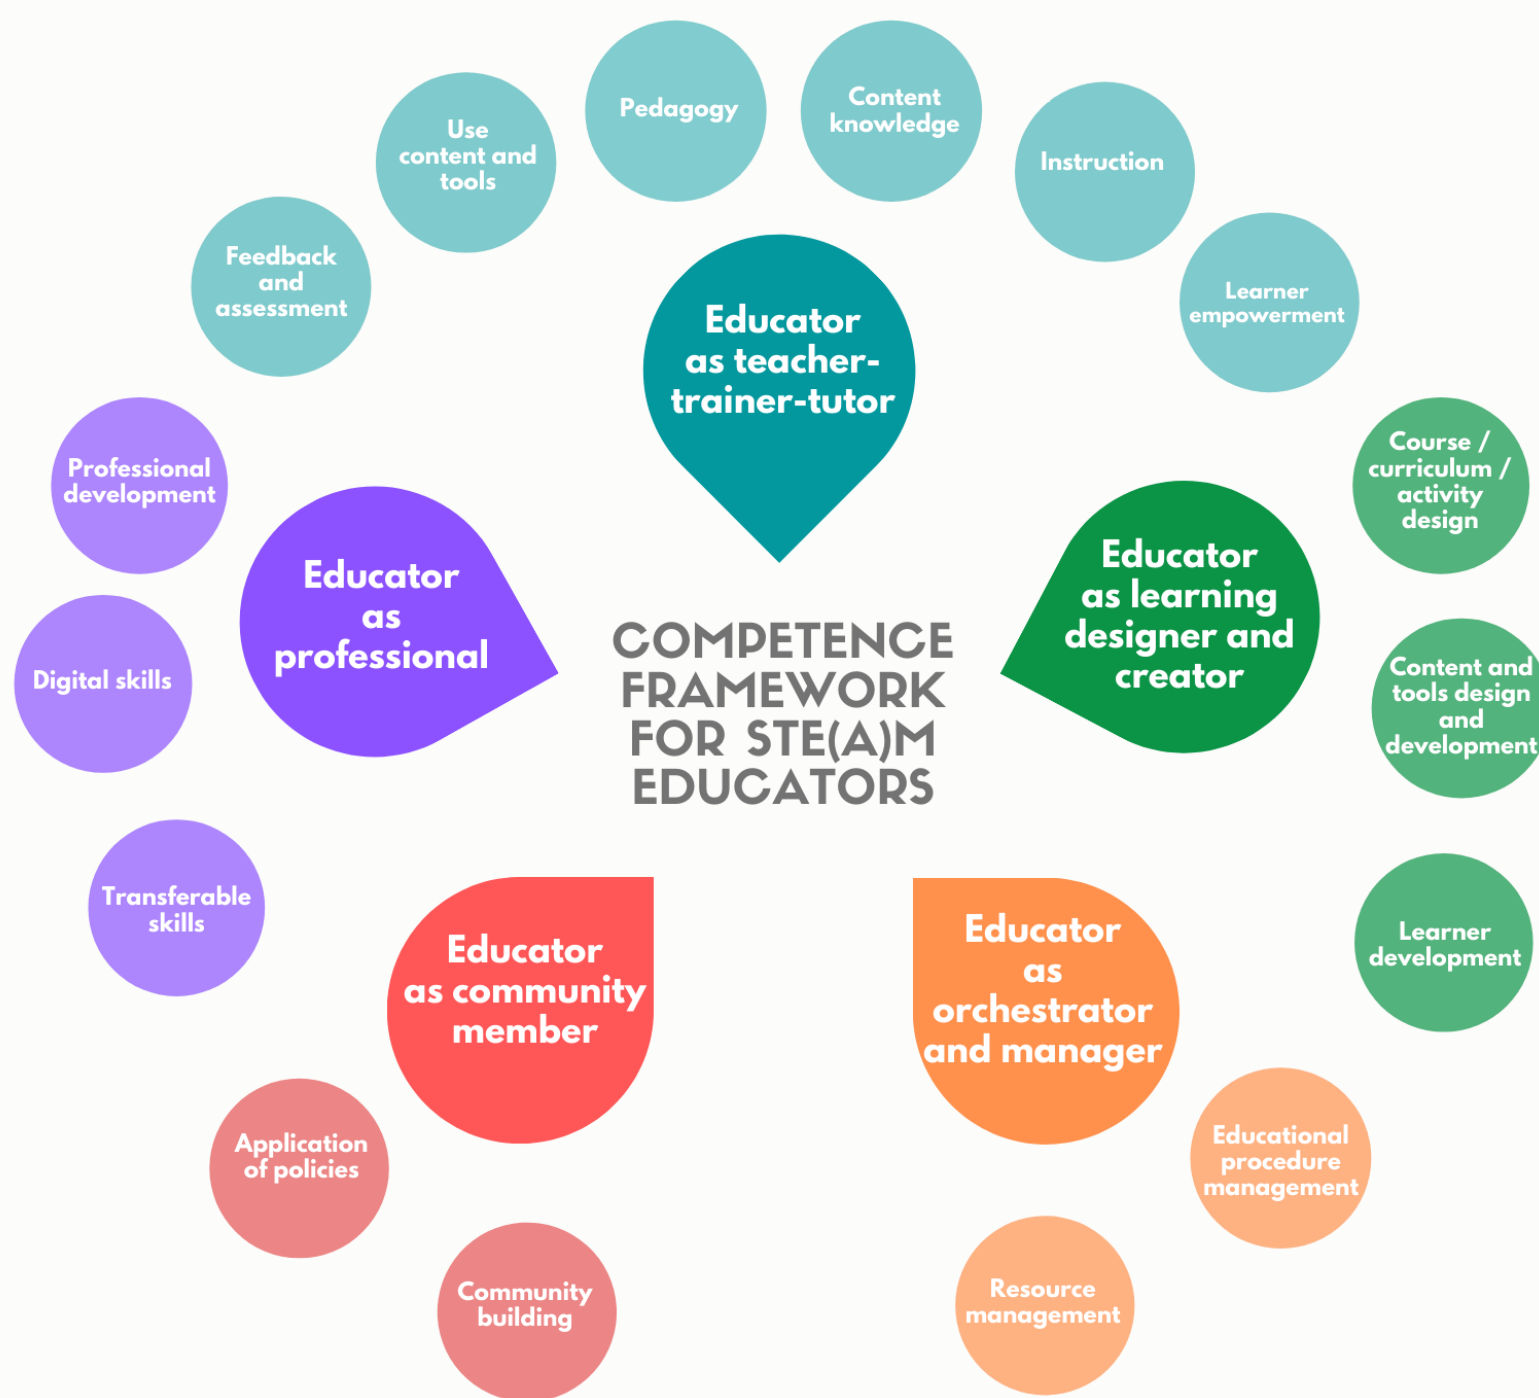 Pedagogy
Content
knowledge
Use
content and
tools
Instruction
Feedback
and
assessment
Learner
empowerment
Educator
as teacher-
trainer-tutor
Professional
development
Course /
curriculum /
activity
design
Educator
as
professional
Educator
as learning
designer and
creator
Digital skills
COMPETENCE
FRAMEWORK
FOR STE(A)M
EDUCATORS
Content and
tools design
and
development
Transferable
skills
Educator
as community
member
Educator
as
orchestrator
and manager
Learner
development
Application
of policies
Educational
procedure
management
Community
building
Resource
management